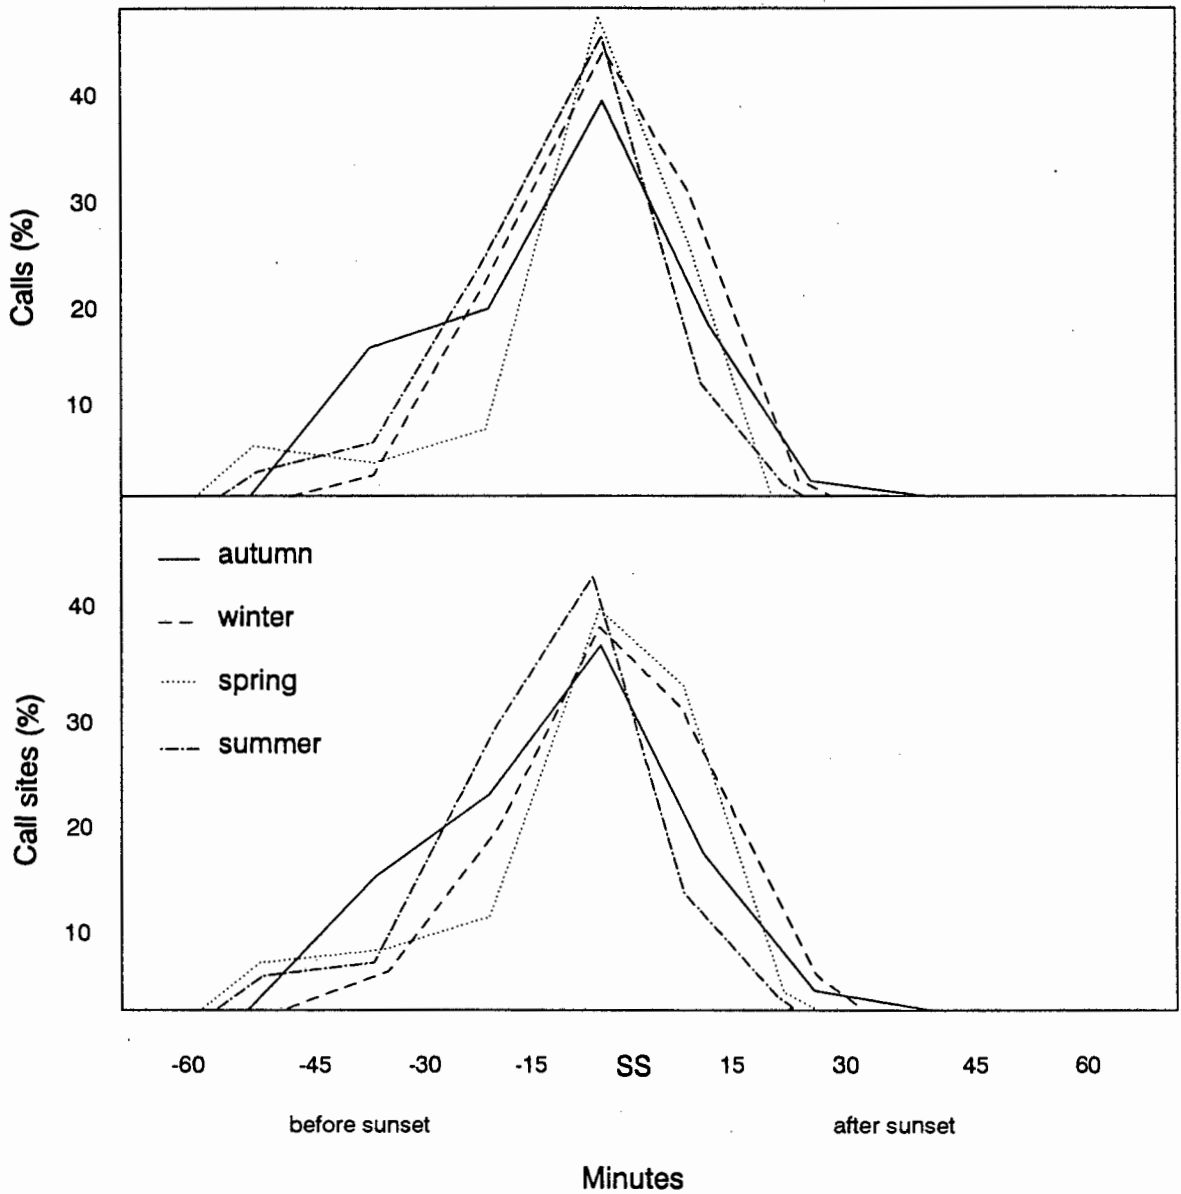 40
30
20
10
Calls (%)
autumn
winter
spring
summer
40
30
20
10
Call sites (%)
-60 -45 -30 -15 SS 15 30 45 60
before sunset after sunset
Minutes